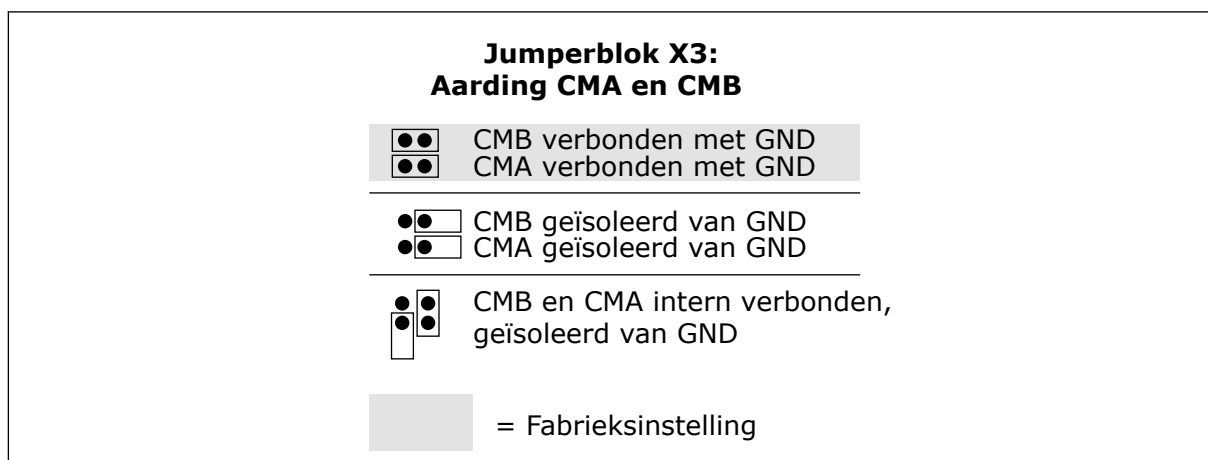 Jumperblok X3:
Aarding CMA en CMB
CMB verbonden met GND
CMA verbonden met GND
CMB geïsoleerd van GND
CMA geïsoleerd van GND
CMB en CMA intern verbonden,
geïsoleerd van GND
= Fabrieksinstelling